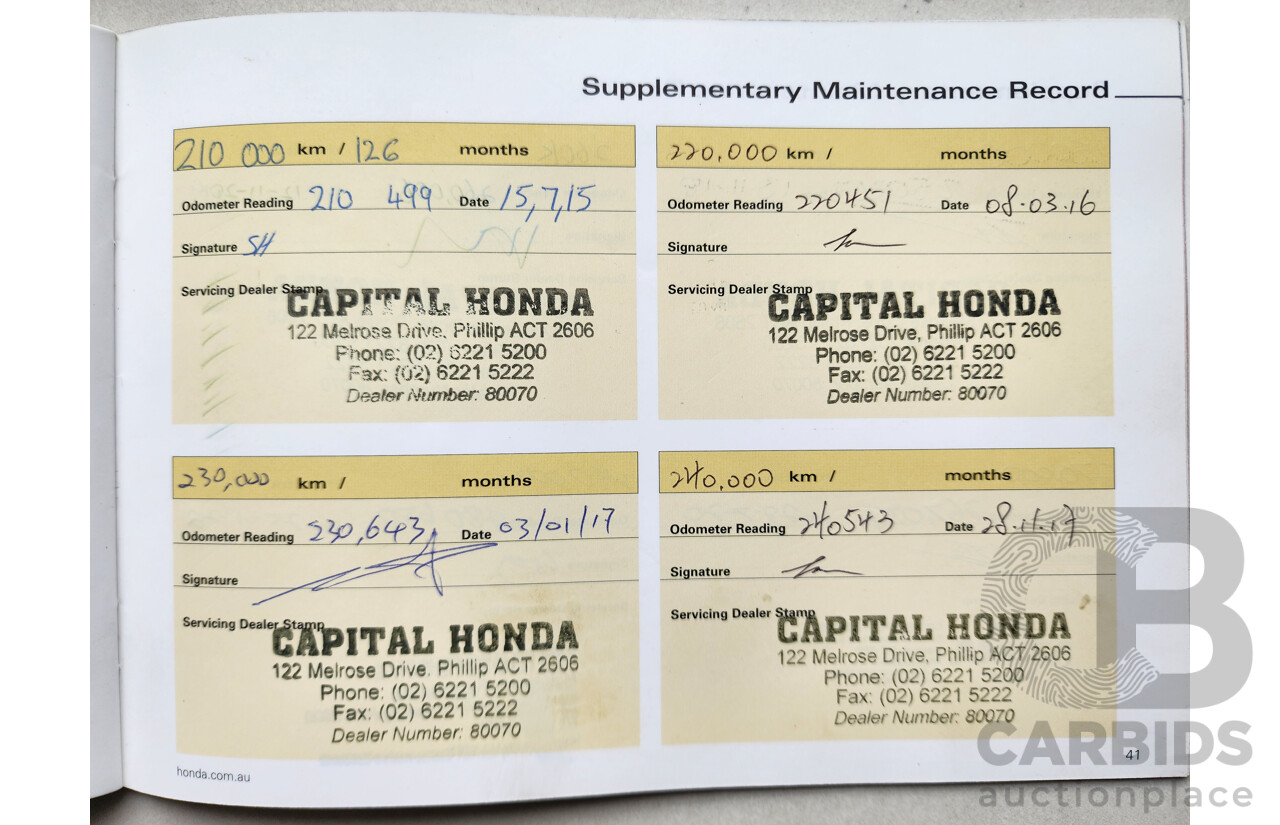 Supplementary Maintenance Record
210 000 km / 126 months
Odometer Reading 210 499 Date 15,7,15
Signature SH
Servicing Dealer Stamp
CAPITAL HONDA
122 Melrose Drive, Phillip ACT 2606
Phone: (02) 6221 5200
Fax: (02) 6221 5222
Dealer Number: 80070
220,000 km / months
Odometer Reading 220451 Date 08.03.16
Signature
Servicing Dealer Stamp
CAPITAL HONDA
122 Melrose Drive, Phillip ACT 2606
Phone: (02) 6221 5200
Fax: (02) 6221 5222
Dealer Number: 80070
230,000 km / months
Odometer Reading 230,643 Date 03/01/17
Signature
Servicing Dealer Stamp
CAPITAL HONDA
122 Melrose Drive. Phillip ACT 2606
Phone: (02) 6221 5200
Fax: (02) 6221 5222
Dealer Number: 80070
240,000 km / months
Odometer Reading 240543 Date 28.11.17
Signature
Servicing Dealer Stamp
CAPITAL HONDA
122 Melrose Drive, Phillip ACT 2606
Phone: (02) 6221 5200
Fax: (02) 6221 5222
Dealer Number: 80070
honda.com.au
41
CB
CARBIDS
auctionplace